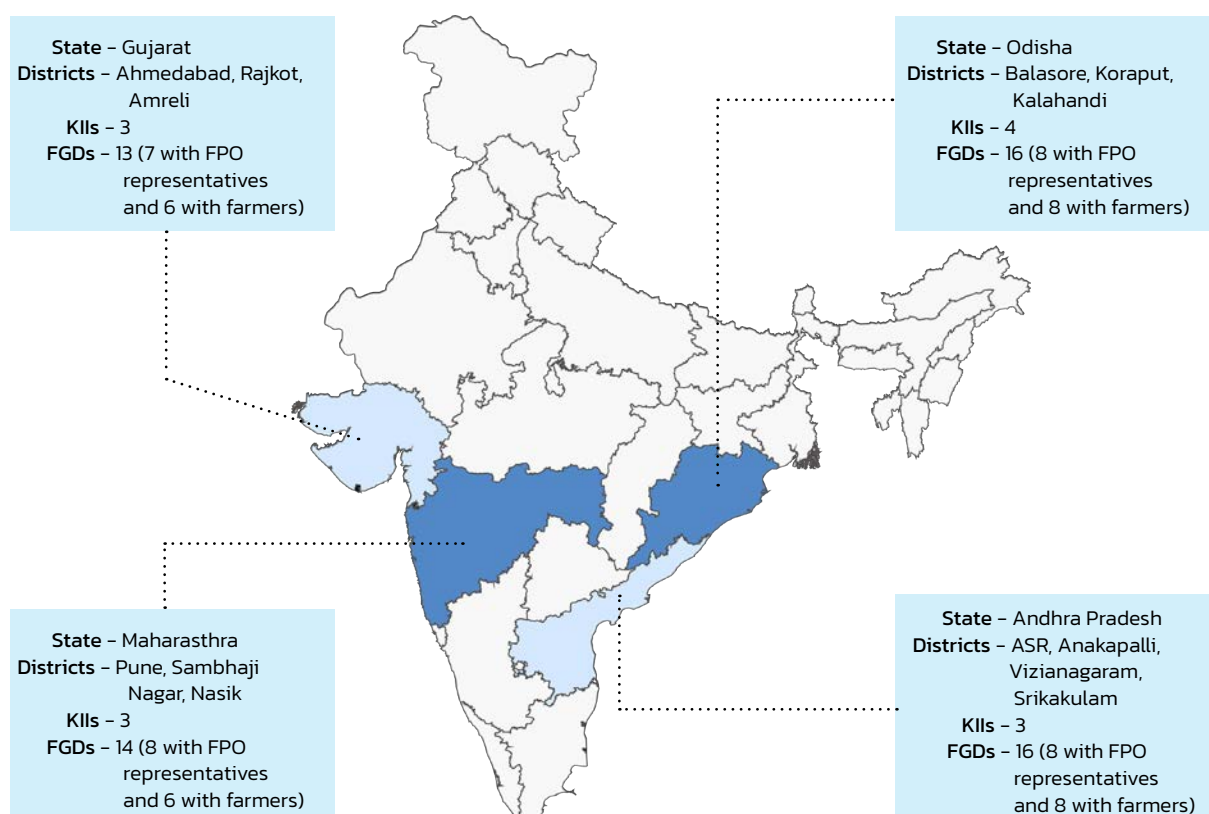 State – Gujarat
Districts – Ahmedabad, Rajkot,
Amreli
KIIs – 3
FGDs – 13 (7 with FPO
representatives
and 6 with farmers)
State – Odisha
Districts – Balasore, Koraput,
Kalahandi
KIIs – 4
FGDs – 16 (8 with FPO
representatives
and 8 with farmers)
State – Maharasthra
Districts – Pune, Sambhaji
Nagar, Nasik
KIIs – 3
FGDs – 14 (8 with FPO
representatives
and 6 with farmers)
State – Andhra Pradesh
Districts – ASR, Anakapalli,
Vizianagaram,
Srikakulam
KIIs – 3
FGDs – 16 (8 with FPO
representatives
and 8 with farmers)